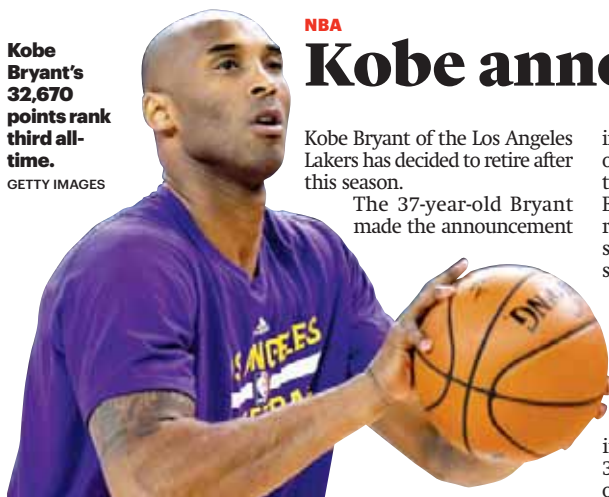 Kobe
Bryant's
32,670
points rank
third all-
time.
GETTY IMAGES
NBA
Kobe
Kobe Bryant of the Los Angeles
Lakers has decided to retire after
this season.
The 37-year-old Bryant
made the announcement